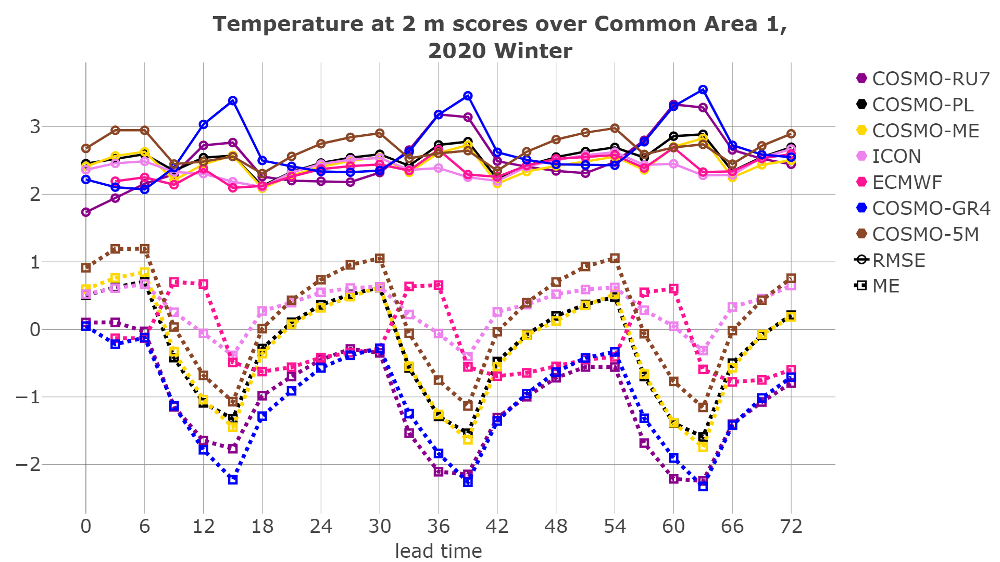 Temperature at 2 m scores over Common Area 1,
2020 Winter
3
2
1
0
−1
−2
0 6 12 18 24 30 36 42 48 54 60 66 72
lead time
COSMO-RU7
COSMO-PL
COSMO-ME
ICON
ECMWF
COSMO-GR4
COSMO-5M
RMSE
ME